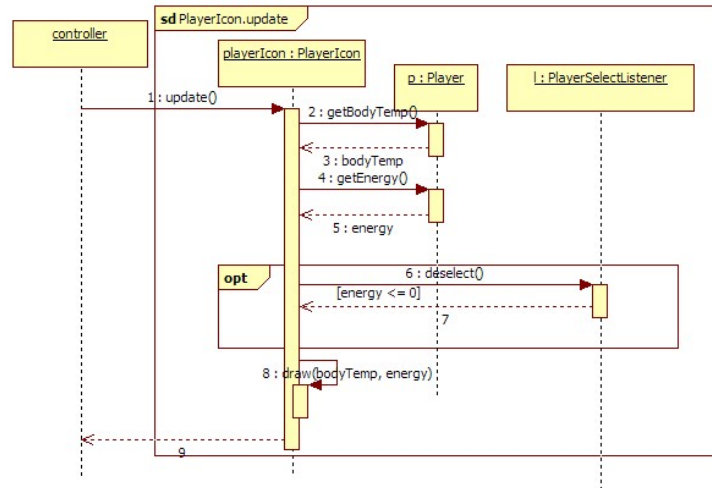 sd PlayerIcon.update
controller
playerIcon : PlayerIcon
p : Player
l : PlayerSelectListener
1 : update()
2 : getBodyTemp()
3 : bodyTemp
4 : getEnergy()
5 : energy
opt
6 : deselect()
[energy <= 0]
7
8 : draw(bodyTemp, energy)
9